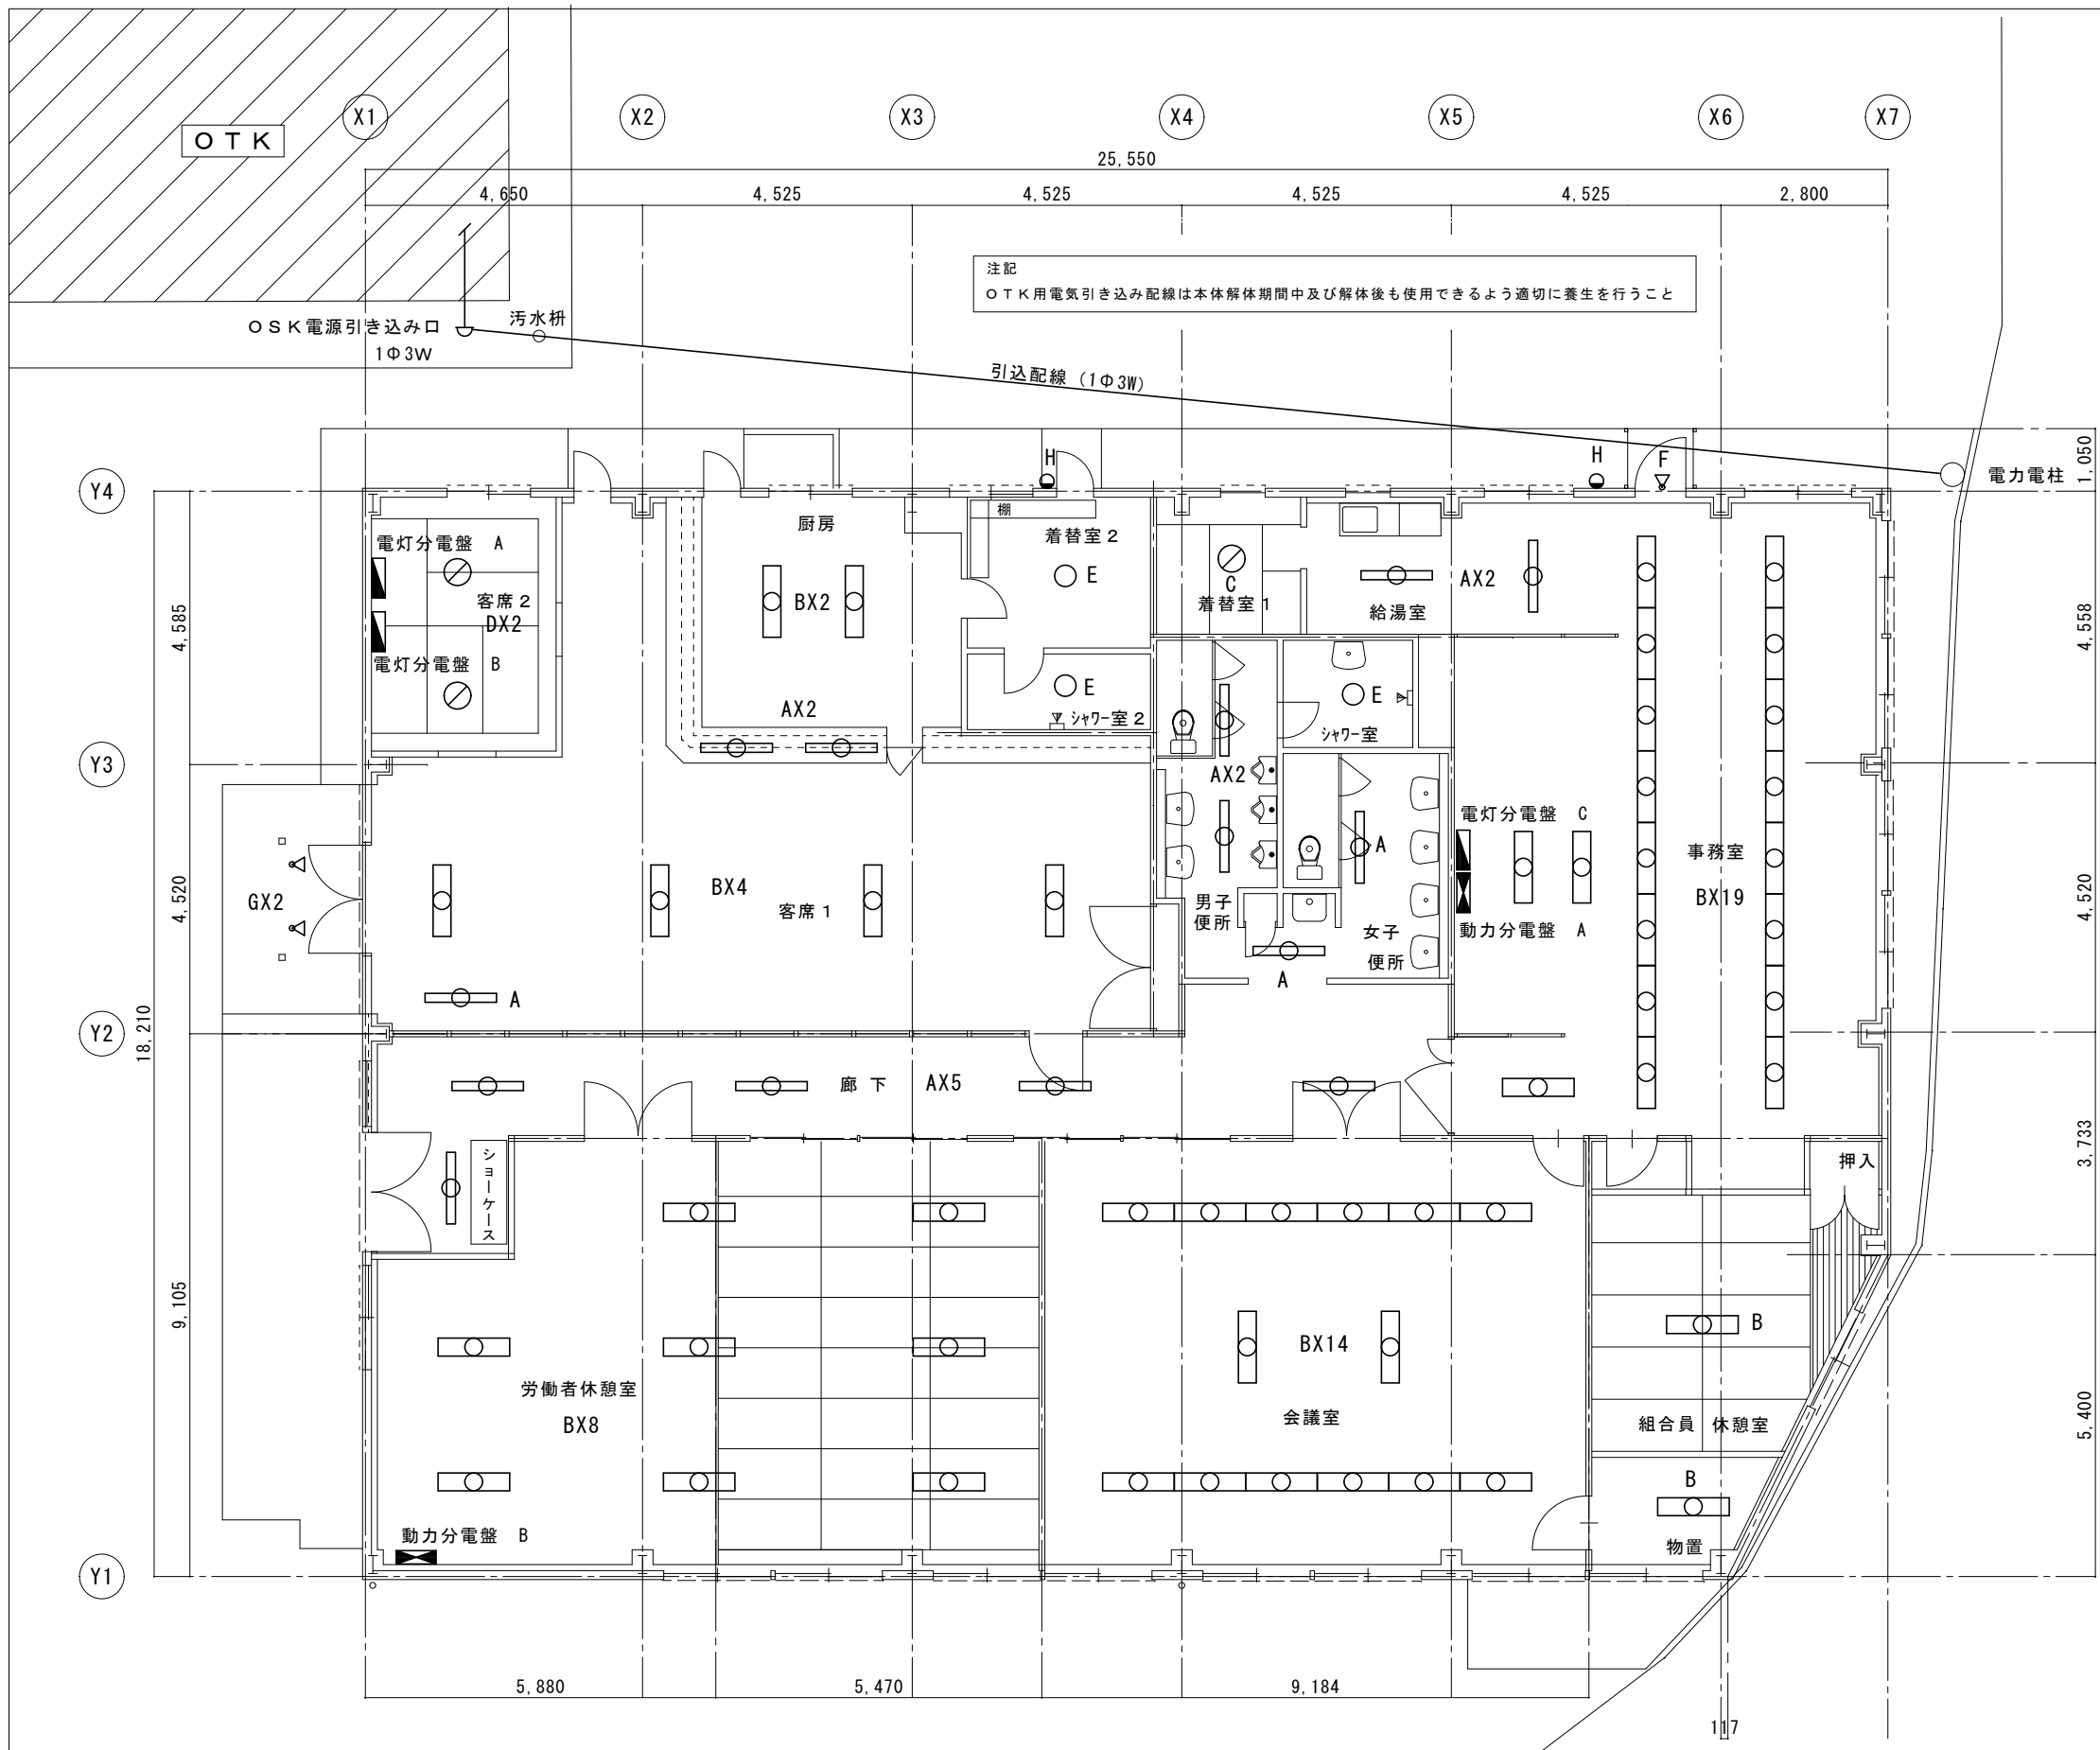 OTK
X1
X2
X3
X4
X5
X6
X7
25,550
4,650
4,525
4,525
4,525
4,525
2,800
注記
OTK用電気引き込み配線は本体解体期間中及び解体後も使用できるよう適切に養生を行うこと
OSK電源引き込み口
1Φ3W
汚水枡
引込配線（1Φ3W）
電力電柱
1,050
Y4
H
H
F
電灯分電盤 A
客席2
DX2
電灯分電盤 B
厨房
BX2
AX2
棚
着替室2
E
E
シャワー室2
C
着替室1
給湯室
AX2
E
シャワー室
AX2
4,585
4,558
Y3
GX2
BX4
客席1
A
男子
便所
A
女子
便所
A
電灯分電盤 C
動力分電盤 A
事務室
BX19
4,520
4,520
18,210
Y2
廊下 AX5
ショーケース
押入
3,733
9,105
労働者休憩室
BX8
BX14
会議室
B
組合員 休憩室
B
物置
5,400
動力分電盤 B
Y1
5,880
5,470
9,184
117